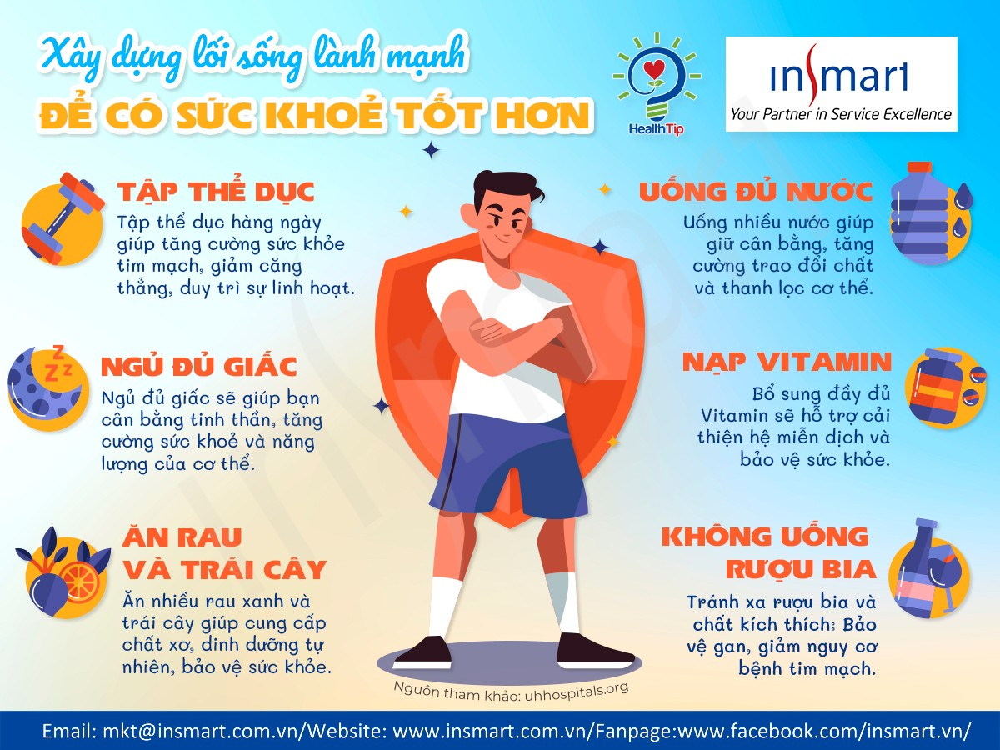 Xây dựng lối sống lành mạnh
ĐỂ CÓ SỨC KHOẺ TỐT HƠN
HealthTip
insmart
Your Partner in Service Excellence
TẬP THỂ DỤC
Tập thể dục hàng ngày
giúp tăng cường sức khỏe
tim mạch, giảm căng
thẳng, duy trì sự linh hoạt.
UỐNG ĐỦ NƯỚC
Uống nhiều nước giúp
giữ cân bằng, tăng
cường trao đổi chất
và thanh lọc cơ thể.
Z
Z
Z
NGỦ ĐỦ GIẤC
Ngủ đủ giấc sẽ giúp bạn
cân bằng tinh thần, tăng
cường sức khoẻ và năng
lượng của cơ thể.
NẠP VITAMIN
Bổ sung đầy đủ
Vitamin sẽ hỗ trợ cải
thiện hệ miễn dịch và
bảo vệ sức khỏe.
ĂN RAU
VÀ TRÁI CÂY
Ăn nhiều rau xanh và
trái cây giúp cung cấp
chất xơ, dinh dưỡng tự
nhiên, bảo vệ sức khỏe.
KHÔNG UỐNG
RƯỢU BIA
Tránh xa rượu bia và
chất kích thích: Bảo
vệ gan, giảm nguy cơ
bệnh tim mạch.
Nguồn tham khảo: uhhospitals.org
insmart
Email: mkt@insmart.com.vn/Website: www.insmart.com.vn/Fanpage:www.facebook.com/insmart.vn/